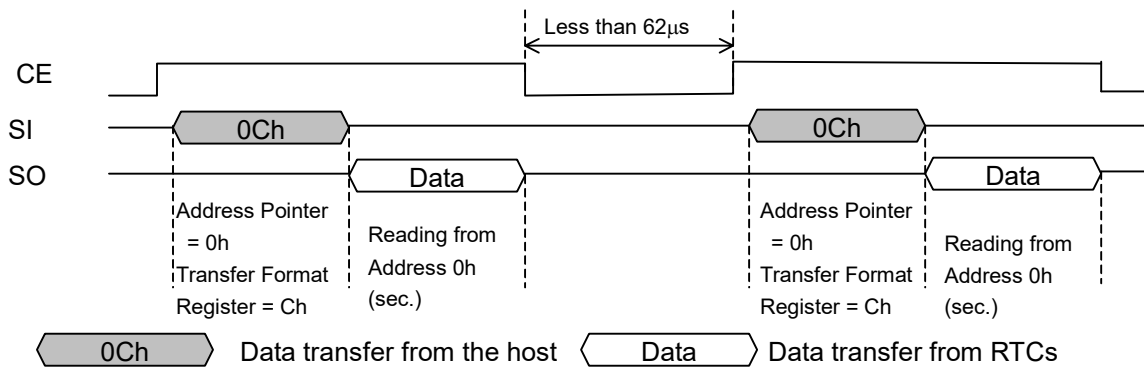 Less than 62μs
CE
SI
0Ch
0Ch
SO
Data
Data
Address Pointer
= 0h
Transfer Format
Register = Ch
Reading from
Address 0h
(sec.)
Address Pointer
= 0h
Transfer Format
Register = Ch
Reading from
Address 0h
(sec.)
0Ch
Data transfer from the host
Data
Data transfer from RTCs